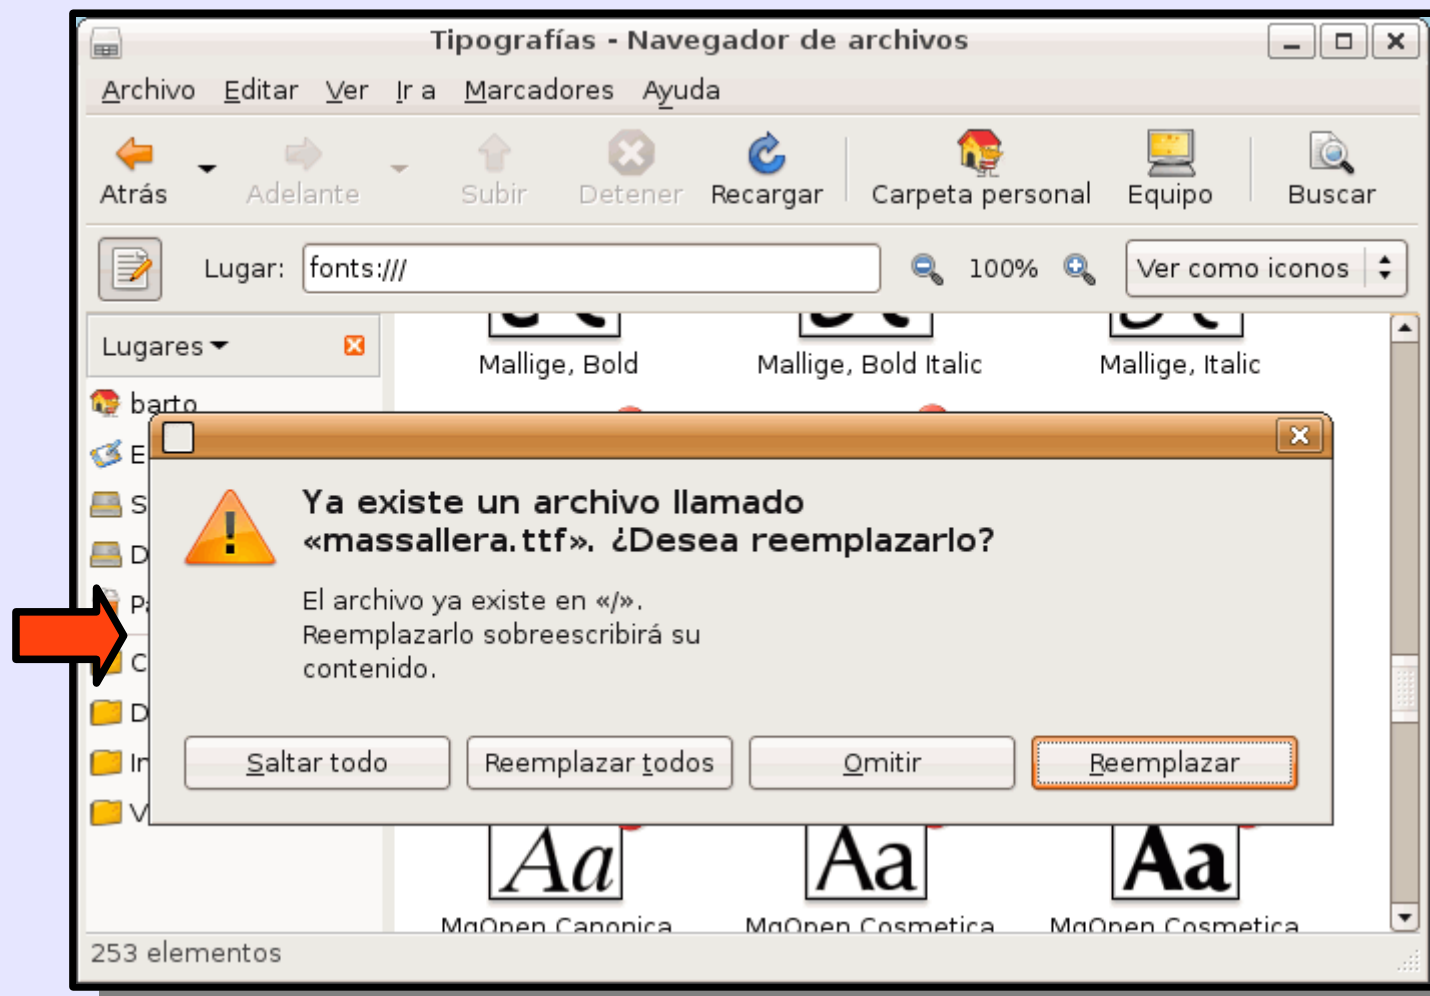 Tipografías - Navegador de archivos
Archivo Editar Ver Ir a Marcadores Ayuda
Atrás Adelante Subir Detener Recargar Carpeta personal Equipo Buscar
Lugar: fonts:/// 100% Ver como iconos
Lugares
Mallige, Bold Mallige, Bold Italic Mallige, Italic
barto
E
S
D
Pa
C
D
In
V
Ya existe un archivo llamado
«massallera.ttf». ¿Desea reemplazarlo?
El archivo ya existe en «/».
Reemplazarlo sobreescribirá su
contenido.
Saltar todo Reemplazar todos Omitir Reemplazar
Aa Aa Aa
MgOpen Canonica MgOpen Cosmetica MgOpen Cosmetica
253 elementos